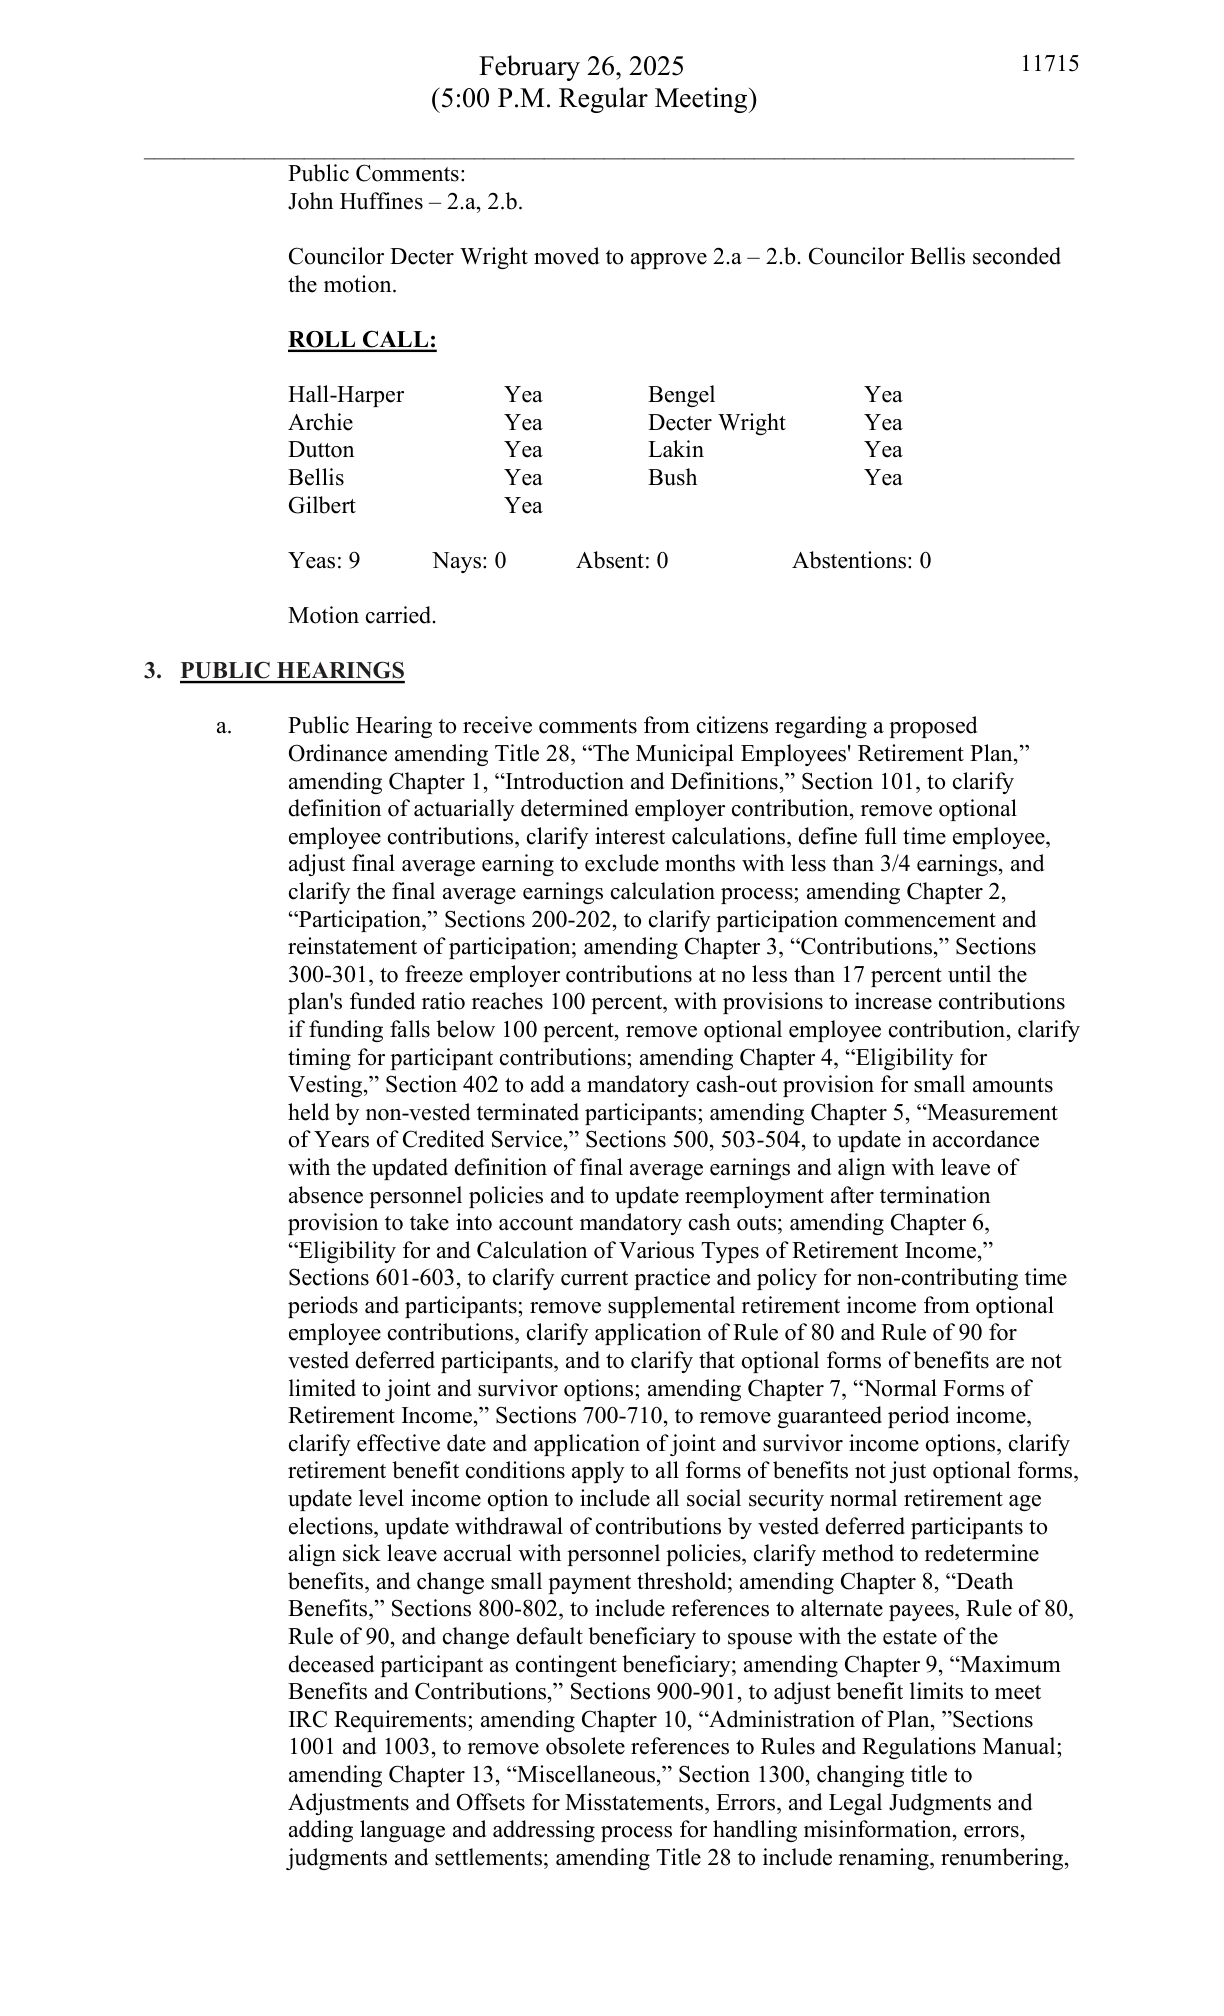 February 26, 2025
11715
(5:00 P.M. Regular Meeting)
Public Comments:
John Huffines – 2.a, 2.b.
Councilor Decter Wright moved to approve 2.a – 2.b. Councilor Bellis seconded
the motion.
ROLL CALL:
Hall-Harper Yea Bengel Yea
Archie Yea Decter Wright Yea
Dutton Yea Lakin Yea
Bellis Yea Bush Yea
Gilbert Yea
Yeas: 9 Nays: 0 Absent: 0 Abstentions: 0
Motion carried.
3. PUBLIC HEARINGS
a. Public Hearing to receive comments from citizens regarding a proposed
Ordinance amending Title 28, “The Municipal Employees' Retirement Plan,”
amending Chapter 1, “Introduction and Definitions,” Section 101, to clarify
definition of actuarially determined employer contribution, remove optional
employee contributions, clarify interest calculations, define full time employee,
adjust final average earning to exclude months with less than 3/4 earnings, and
clarify the final average earnings calculation process; amending Chapter 2,
“Participation,” Sections 200-202, to clarify participation commencement and
reinstatement of participation; amending Chapter 3, “Contributions,” Sections
300-301, to freeze employer contributions at no less than 17 percent until the
plan's funded ratio reaches 100 percent, with provisions to increase contributions
if funding falls below 100 percent, remove optional employee contribution, clarify
timing for participant contributions; amending Chapter 4, “Eligibility for
Vesting,” Section 402 to add a mandatory cash-out provision for small amounts
held by non-vested terminated participants; amending Chapter 5, “Measurement
of Years of Credited Service,” Sections 500, 503-504, to update in accordance
with the updated definition of final average earnings and align with leave of
absence personnel policies and to update reemployment after termination
provision to take into account mandatory cash outs; amending Chapter 6,
“Eligibility for and Calculation of Various Types of Retirement Income,”
Sections 601-603, to clarify current practice and policy for non-contributing time
periods and participants; remove supplemental retirement income from optional
employee contributions, clarify application of Rule of 80 and Rule of 90 for
vested deferred participants, and to clarify that optional forms of benefits are not
limited to joint and survivor options; amending Chapter 7, “Normal Forms of
Retirement Income,” Sections 700-710, to remove guaranteed period income,
clarify effective date and application of joint and survivor income options, clarify
retirement benefit conditions apply to all forms of benefits not just optional forms,
update level income option to include all social security normal retirement age
elections, update withdrawal of contributions by vested deferred participants to
align sick leave accrual with personnel policies, clarify method to redetermine
benefits, and change small payment threshold; amending Chapter 8, “Death
Benefits,” Sections 800-802, to include references to alternate payees, Rule of 80,
Rule of 90, and change default beneficiary to spouse with the estate of the
deceased participant as contingent beneficiary; amending Chapter 9, “Maximum
Benefits and Contributions,” Sections 900-901, to adjust benefit limits to meet
IRC Requirements; amending Chapter 10, “Administration of Plan, ”Sections
1001 and 1003, to remove obsolete references to Rules and Regulations Manual;
amending Chapter 13, “Miscellaneous,” Section 1300, changing title to
Adjustments and Offsets for Misstatements, Errors, and Legal Judgments and
adding language and addressing process for handling misinformation, errors,
judgments and settlements; amending Title 28 to include renaming, renumbering,